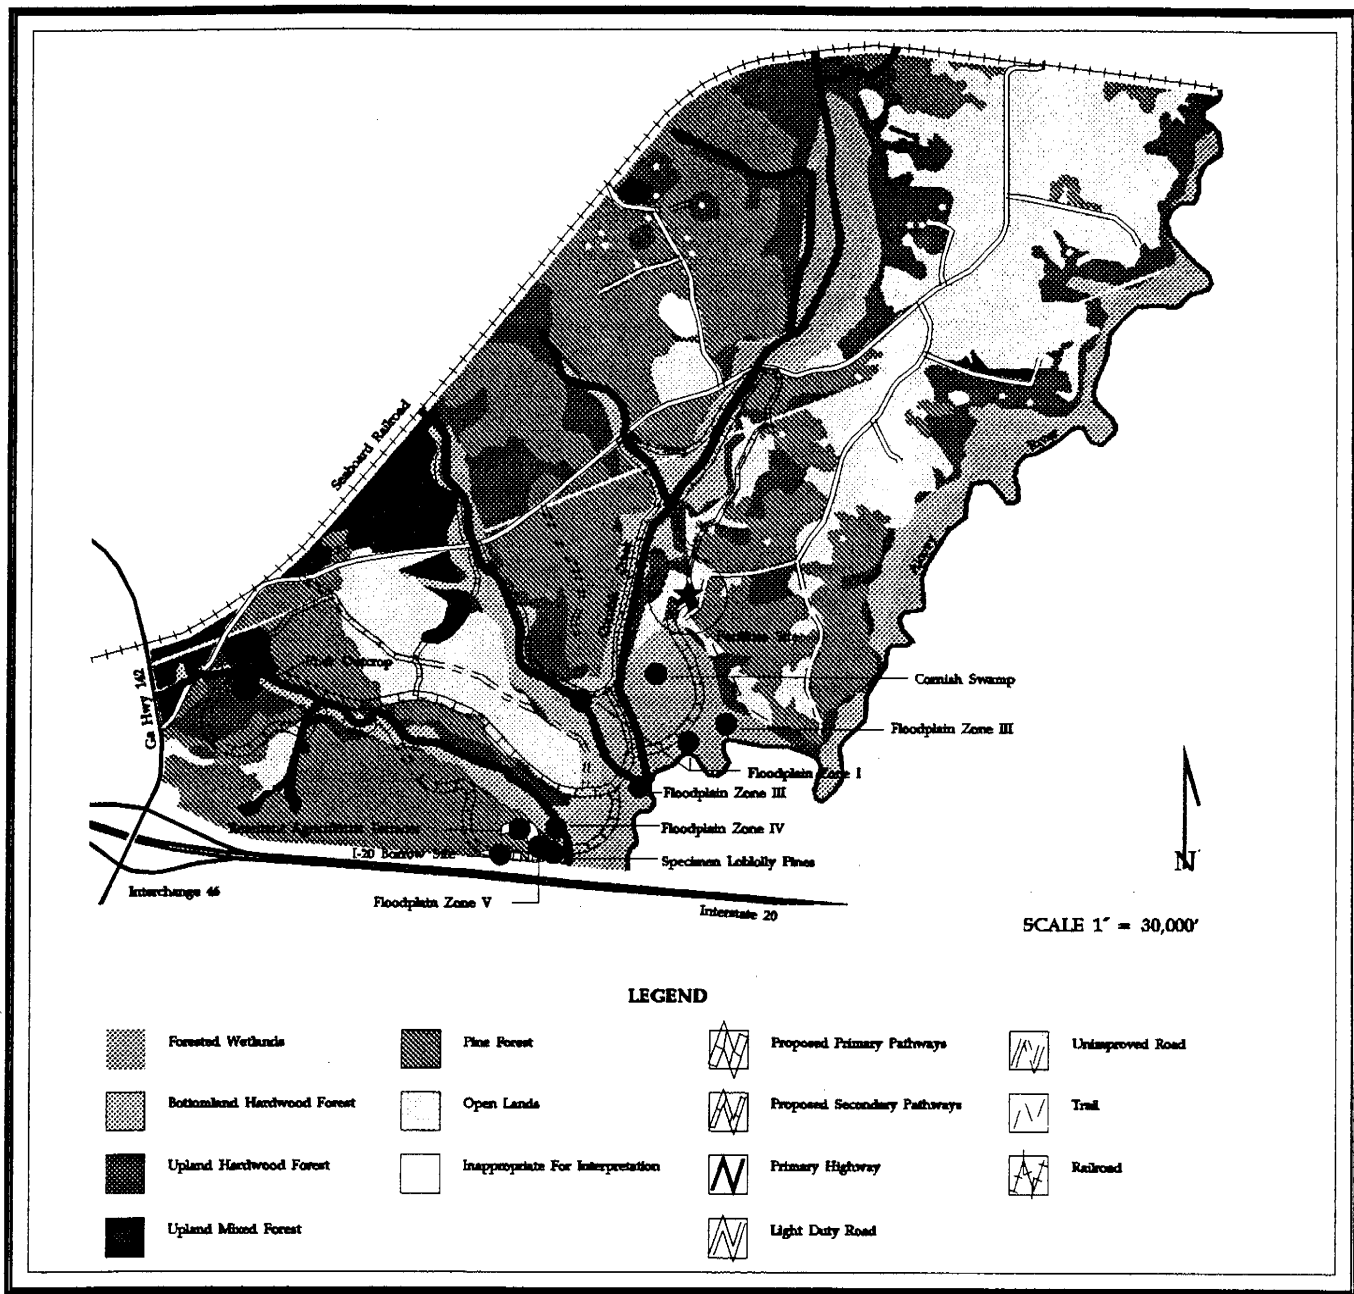 Seaboard Railroad
River
Alcovy
Ga Hwy 162
Cornish Swamp
Floodplain Zone III
Floodplain Zone I
Floodplain Zone III
Floodplain Zone IV
I-20 Borrow Site
Specimen Loblolly Pines
Interchange 46
Floodplain Zone V
Interstate 20
N
SCALE 1" = 30,000'
LEGEND
Forested Wetlands
Pine Forest
Proposed Primary Pathways
Unimproved Road
Bottomland Hardwood Forest
Open Lands
Proposed Secondary Pathways
Trail
Upland Hardwood Forest
Inappropriate For Interpretation
Primary Highway
Railroad
Upland Mixed Forest
Light Duty Road